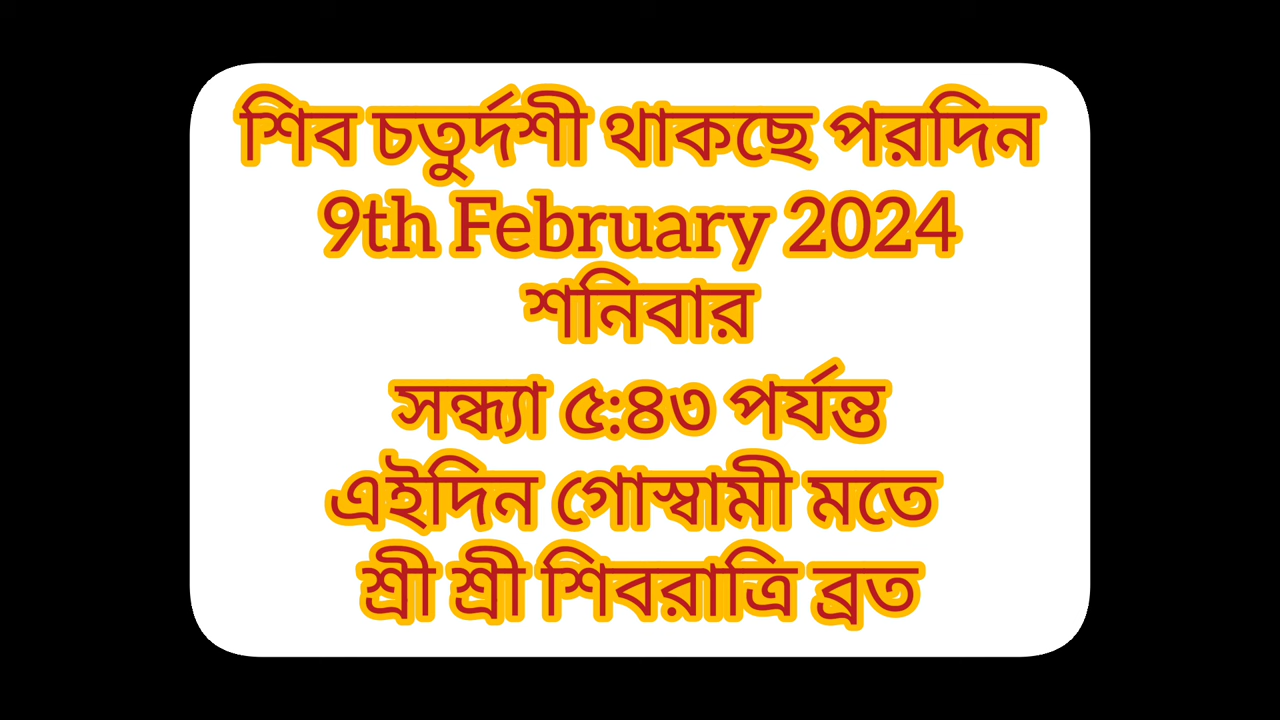 শিব চতুর্দশী থাকছে পরদিন
9th February 2024
শনিবার
সন্ধ্যা ৫:৪৩ পর্যন্ত
এইদিন গোস্বামী মতে
শ্রী শ্রী শিবরাত্রি ব্রত